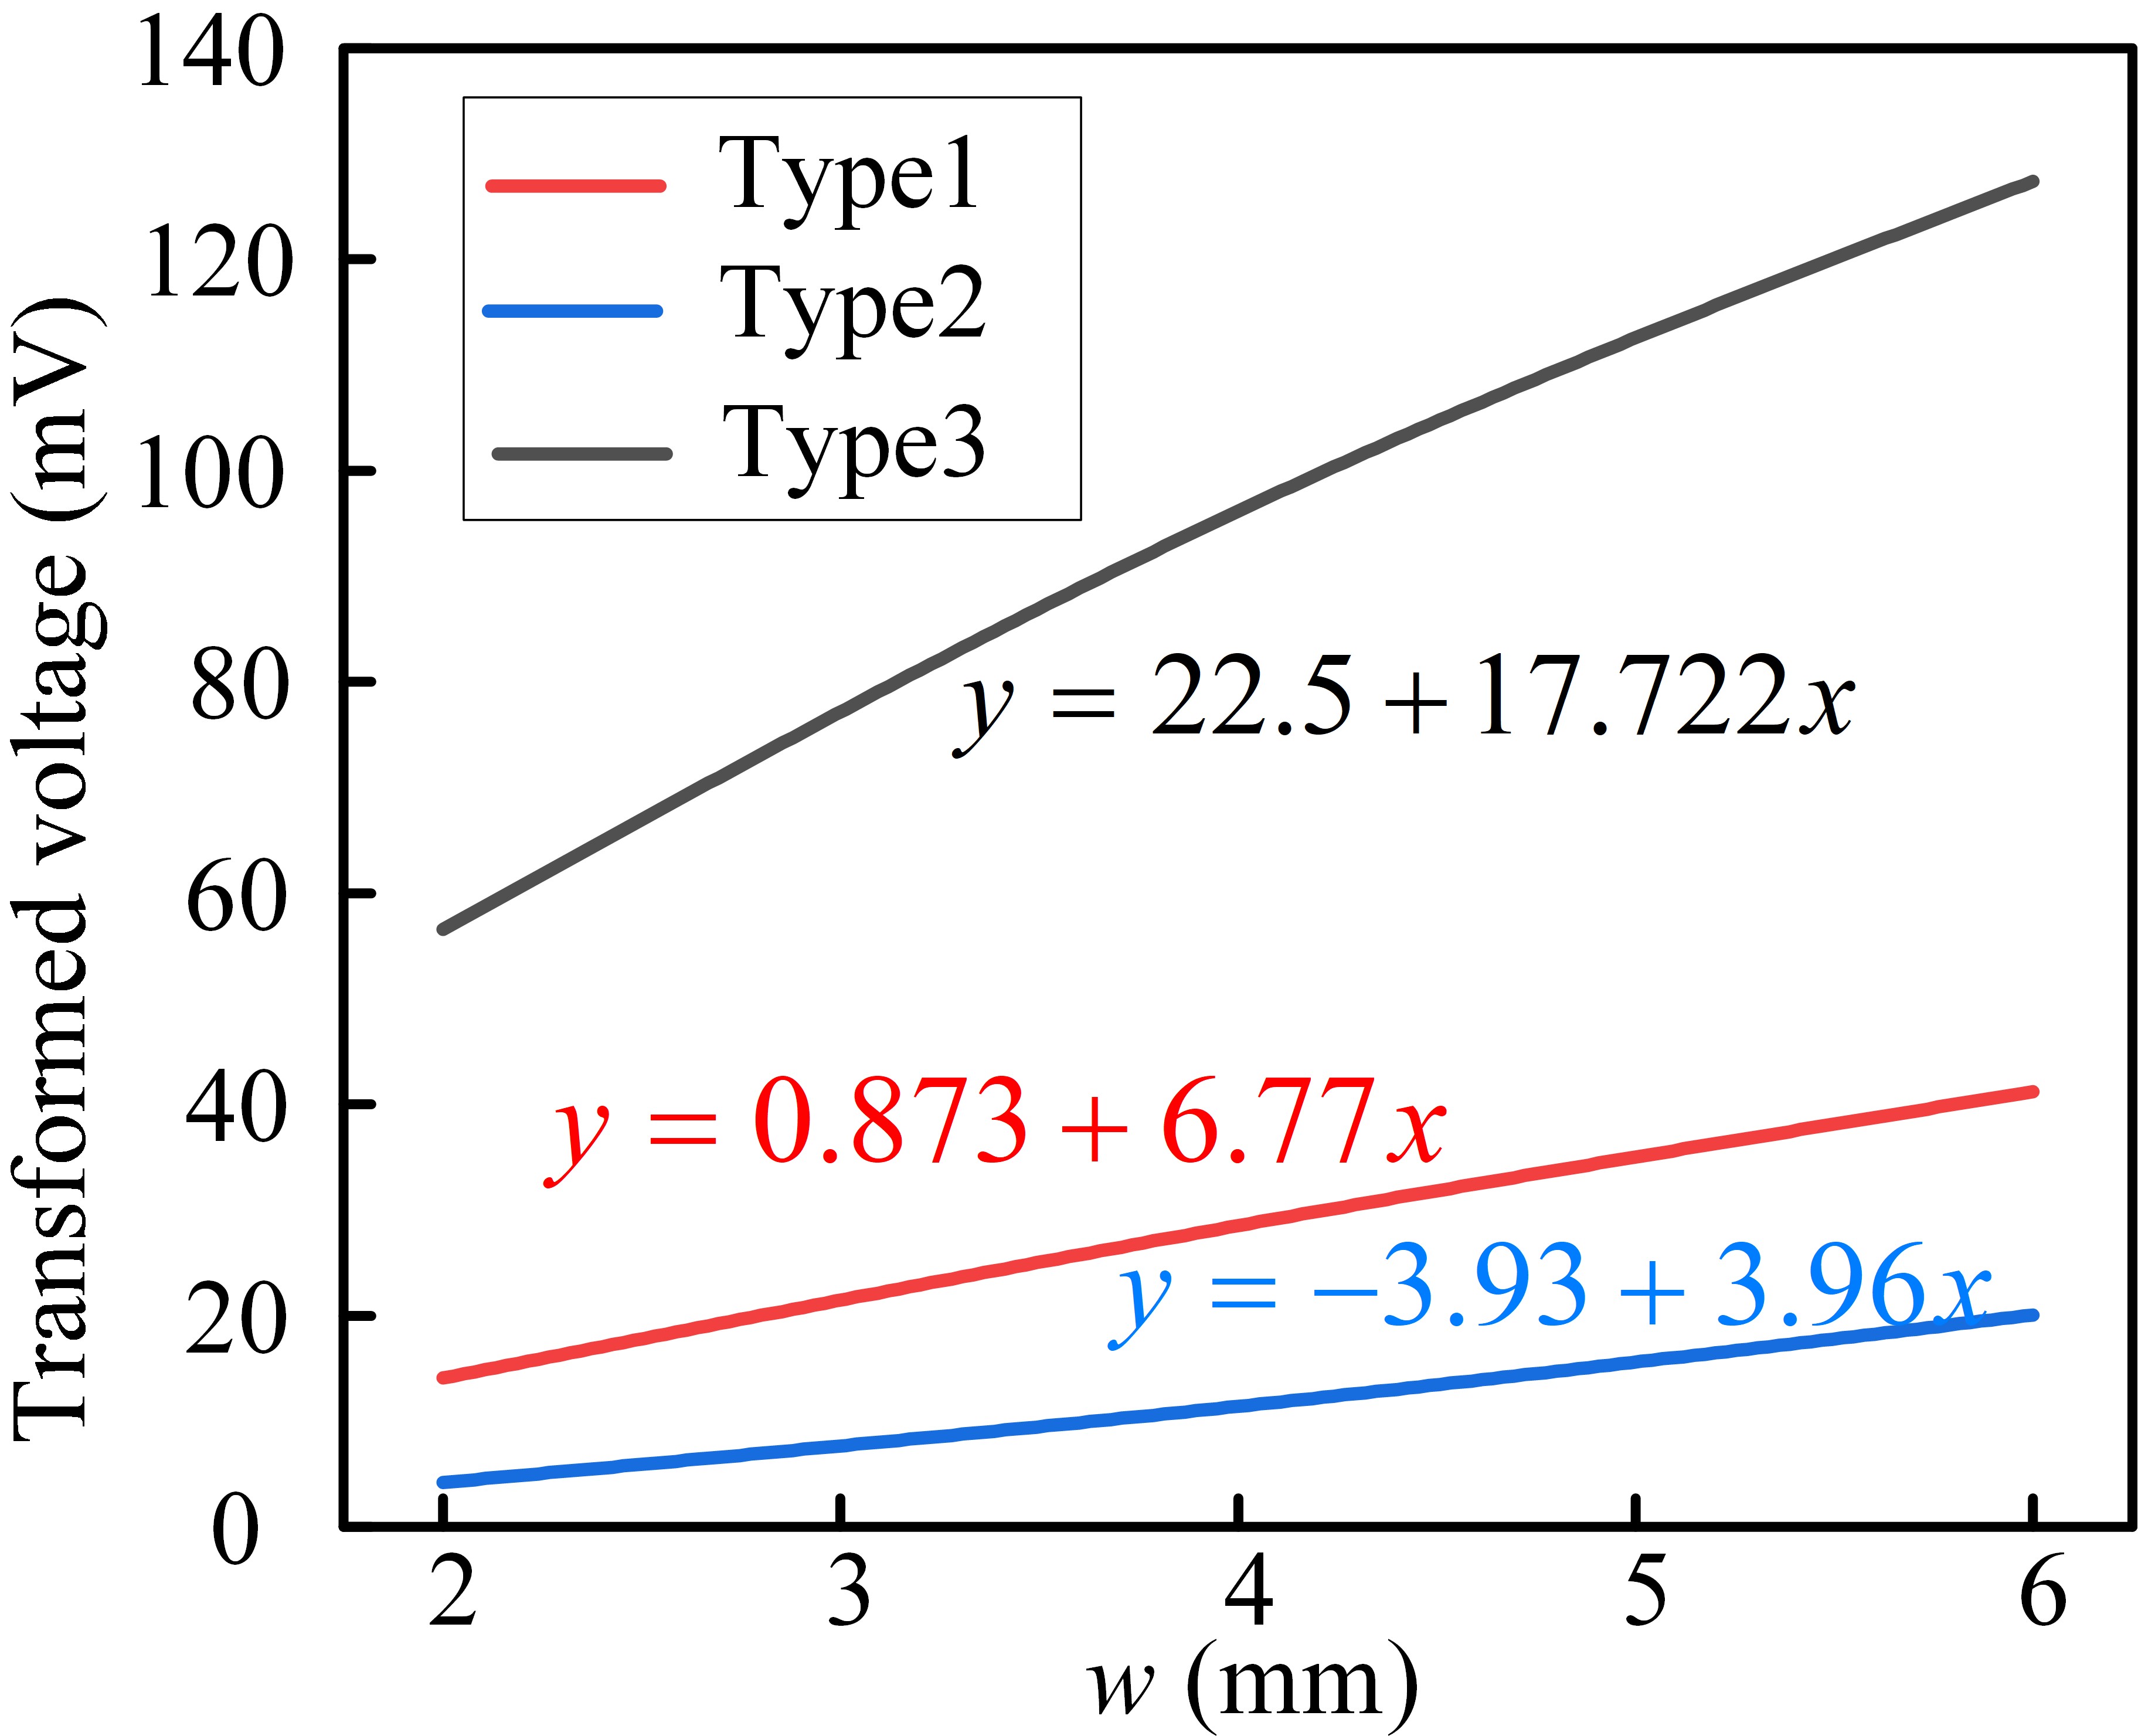 Transformed voltage (mV)
140
120
100
80
60
40
20
0
Type1
Type2
Type3
y = 22.5 + 17.722x
y = 0.873 + 6.77x
y = −3.93 + 3.96x
2 3 4 5 6
w (mm)